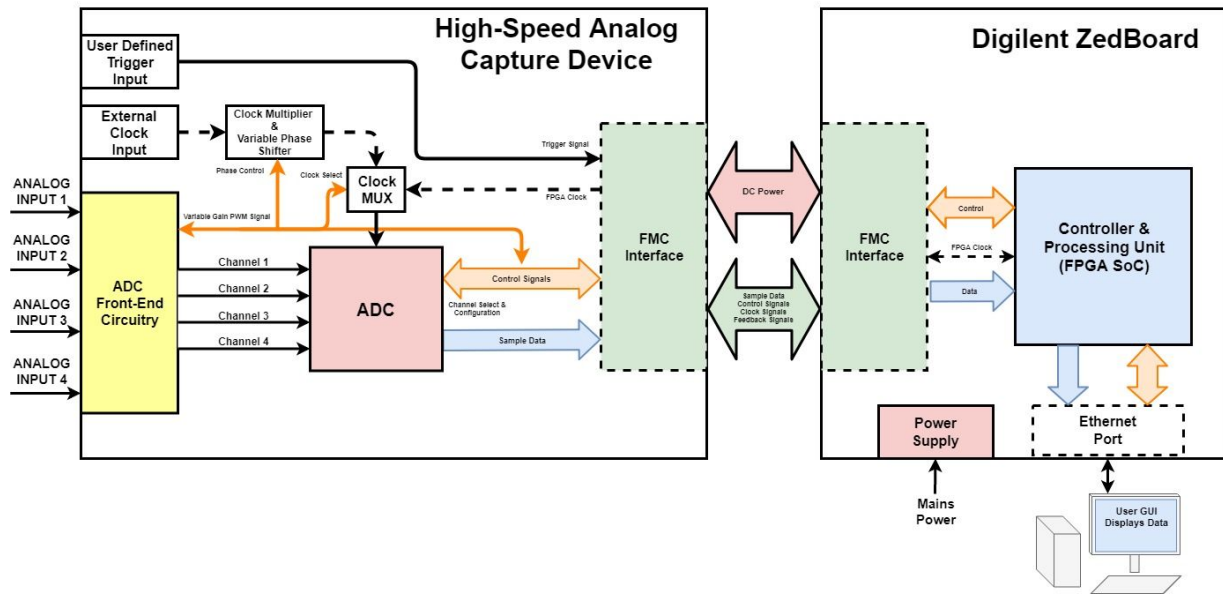 High-Speed Analog
Capture Device
Digilent ZedBoard
User Defined
Trigger
Input
External
Clock
Input
Clock Multiplier
&
Variable Phase
Shifter
Trigger Signal
Phase Control
Clock Select
Clock
MUX
FPGA Clock
ANALOG
INPUT 1
ANALOG
INPUT 2
ANALOG
INPUT 3
ANALOG
INPUT 4
Variable Gain PWM Signal
ADC
Front-End
Circuitry
Channel 1
Channel 2
Channel 3
Channel 4
ADC
Control Signals
Channel Select &
Configuration
Sample Data
FMC
Interface
DC Power
Sample Data
Control Signals
Clock Signals
Feedback Signals
FMC
Interface
Control
FPGA Clock
Data
Controller &
Processing Unit
(FPGA SoC)
Power
Supply
Ethernet
Port
Mains
Power
User GUI
Displays Data